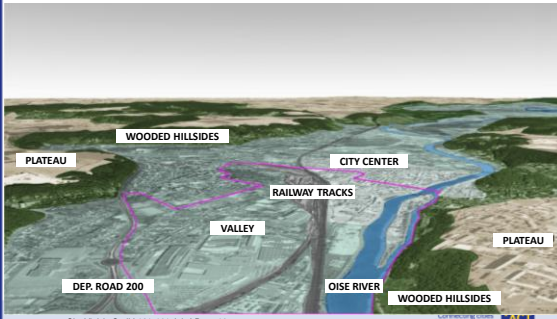 WOODED HILLSIDES
PLATEAU
CITY CENTER
RAILWAY TRACKS
VALLEY
PLATEAU
DEP. ROAD 200
OISE RIVER
WOODED HILLSIDES